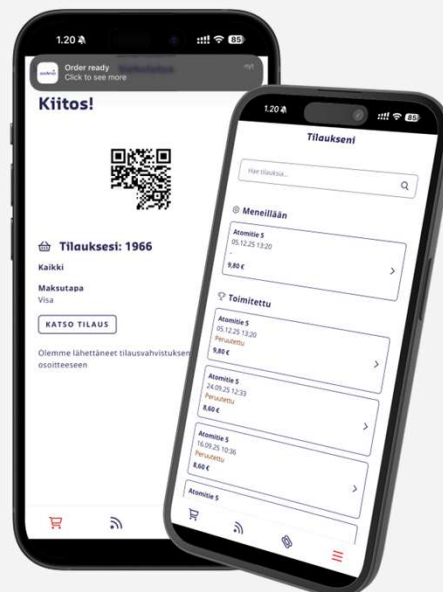 1.20
85
Order ready
nyt
Click to see more
Kiitos!
Tilauksesi: 1966
Kaikki
Maksutapa
Visa
KATSO TILAUS
Olemme lähettäneet tilausvahvistuksen
osoitteeseen
1.20
85
Tilaukseni
Hae tilauksia...
Meneillään
Atomitie 5
05.12.25 13:20
-
9,80 €
Toimitettu
Atomitie 5
05.12.25 13:20
Peruutettu
9,80 €
Atomitie 5
24.09.25 12:33
Peruutettu
8,60 €
Atomitie 5
16.09.25 10:36
Peruutettu
8,60 €
Atomitie 5